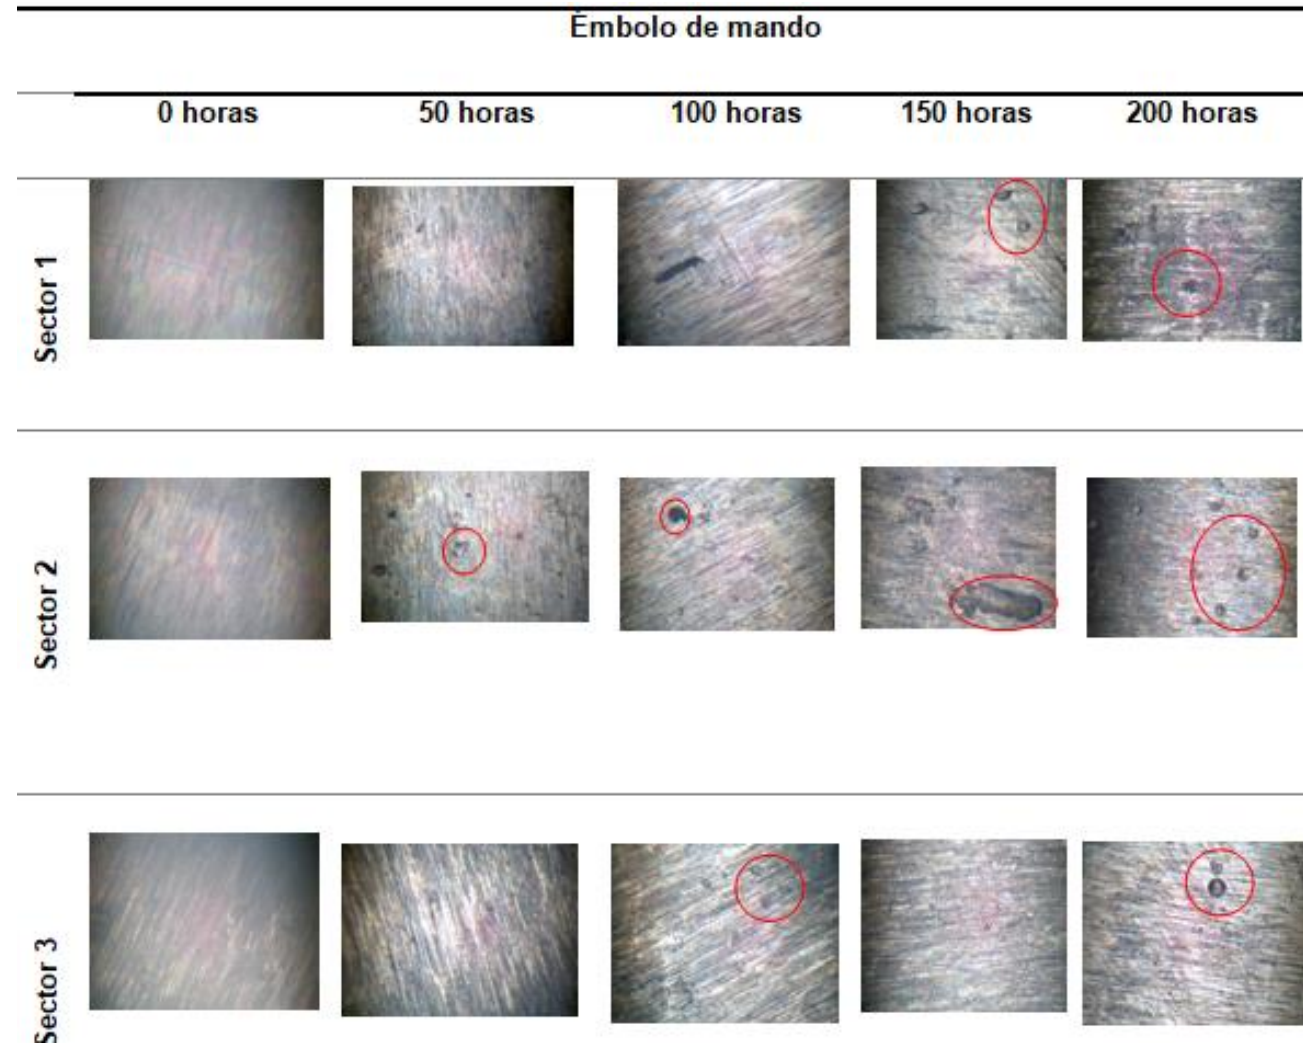 Émbolo de mando
0 horas 50 horas 100 horas 150 horas 200 horas
Sector 1
Sector 2
Sector 3